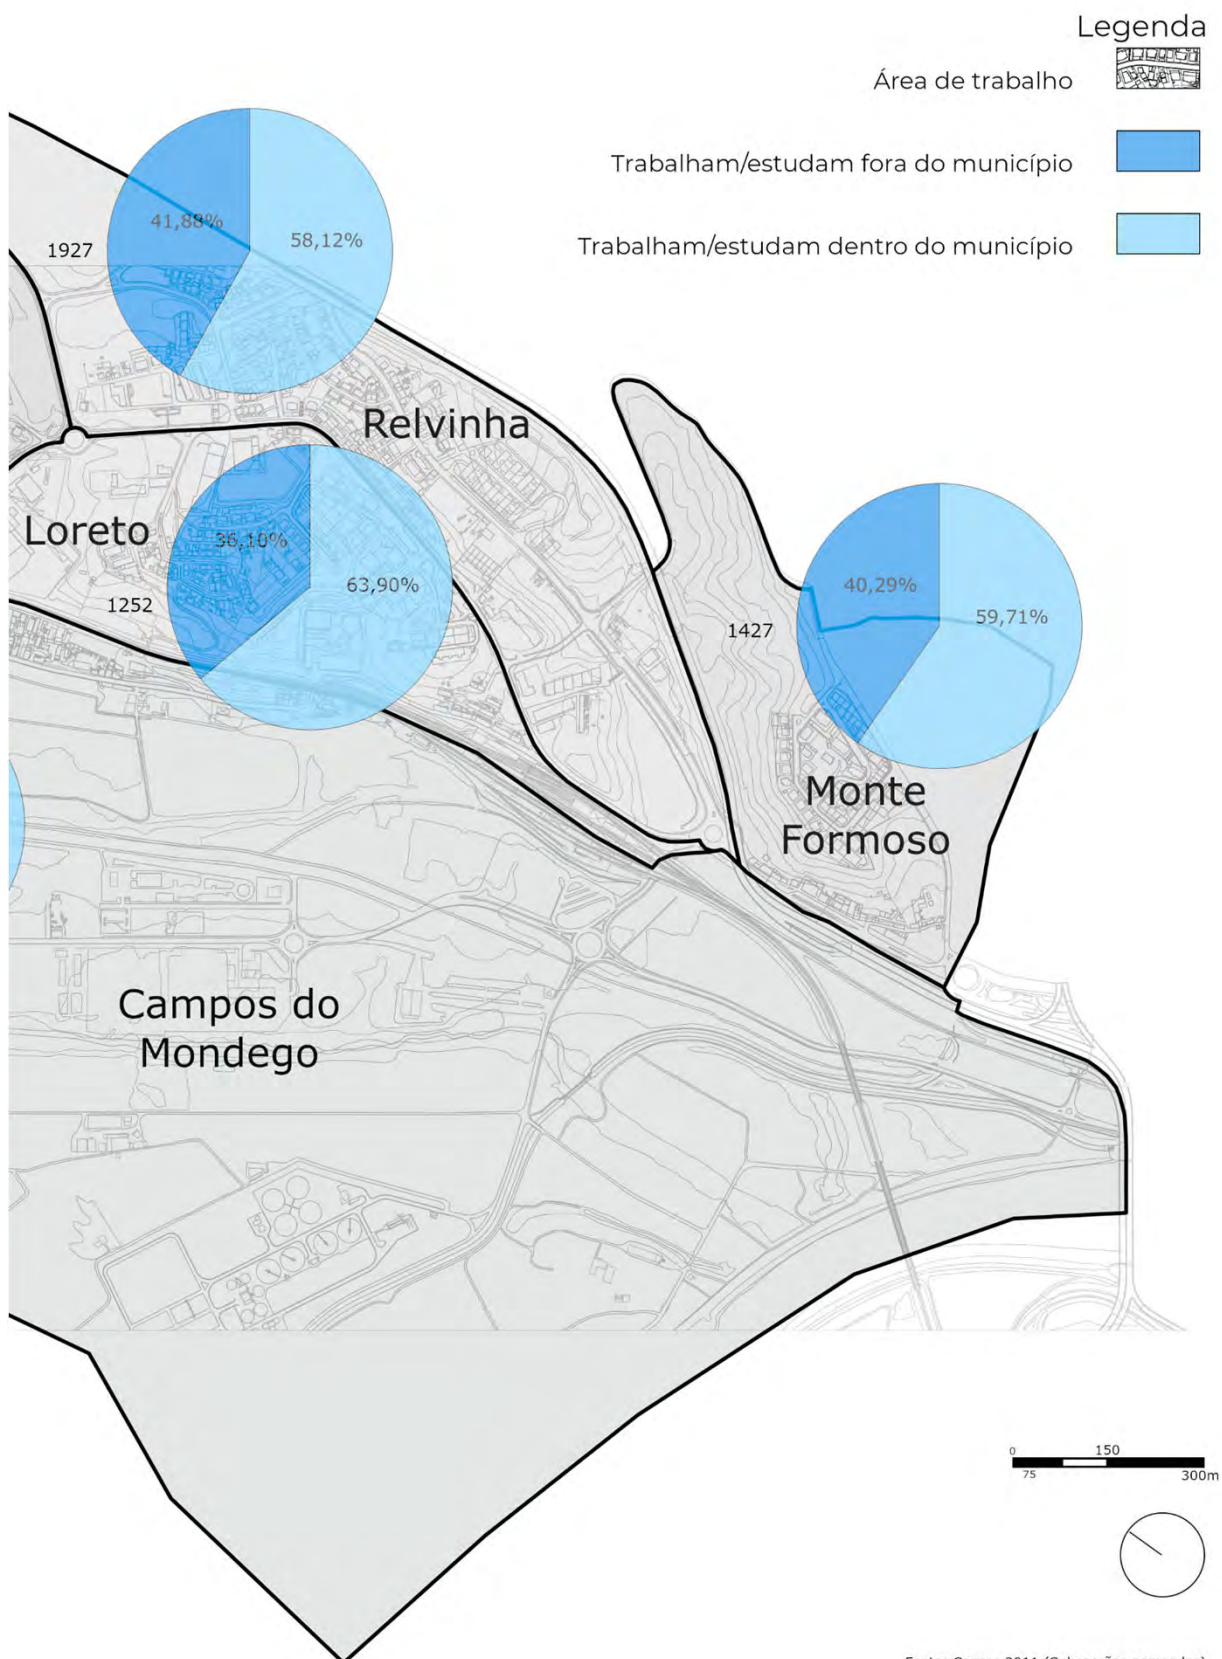 Legenda
Área de trabalho
Trabalham/estudam fora do município
Trabalham/estudam dentro do município
41,88%
58,12%
1927
Relvinha
Loreto
36,10%
63,90%
1252
40,29%
59,71%
1427
Monte
Formoso
Campos do
Mondego
0
150
75
300m